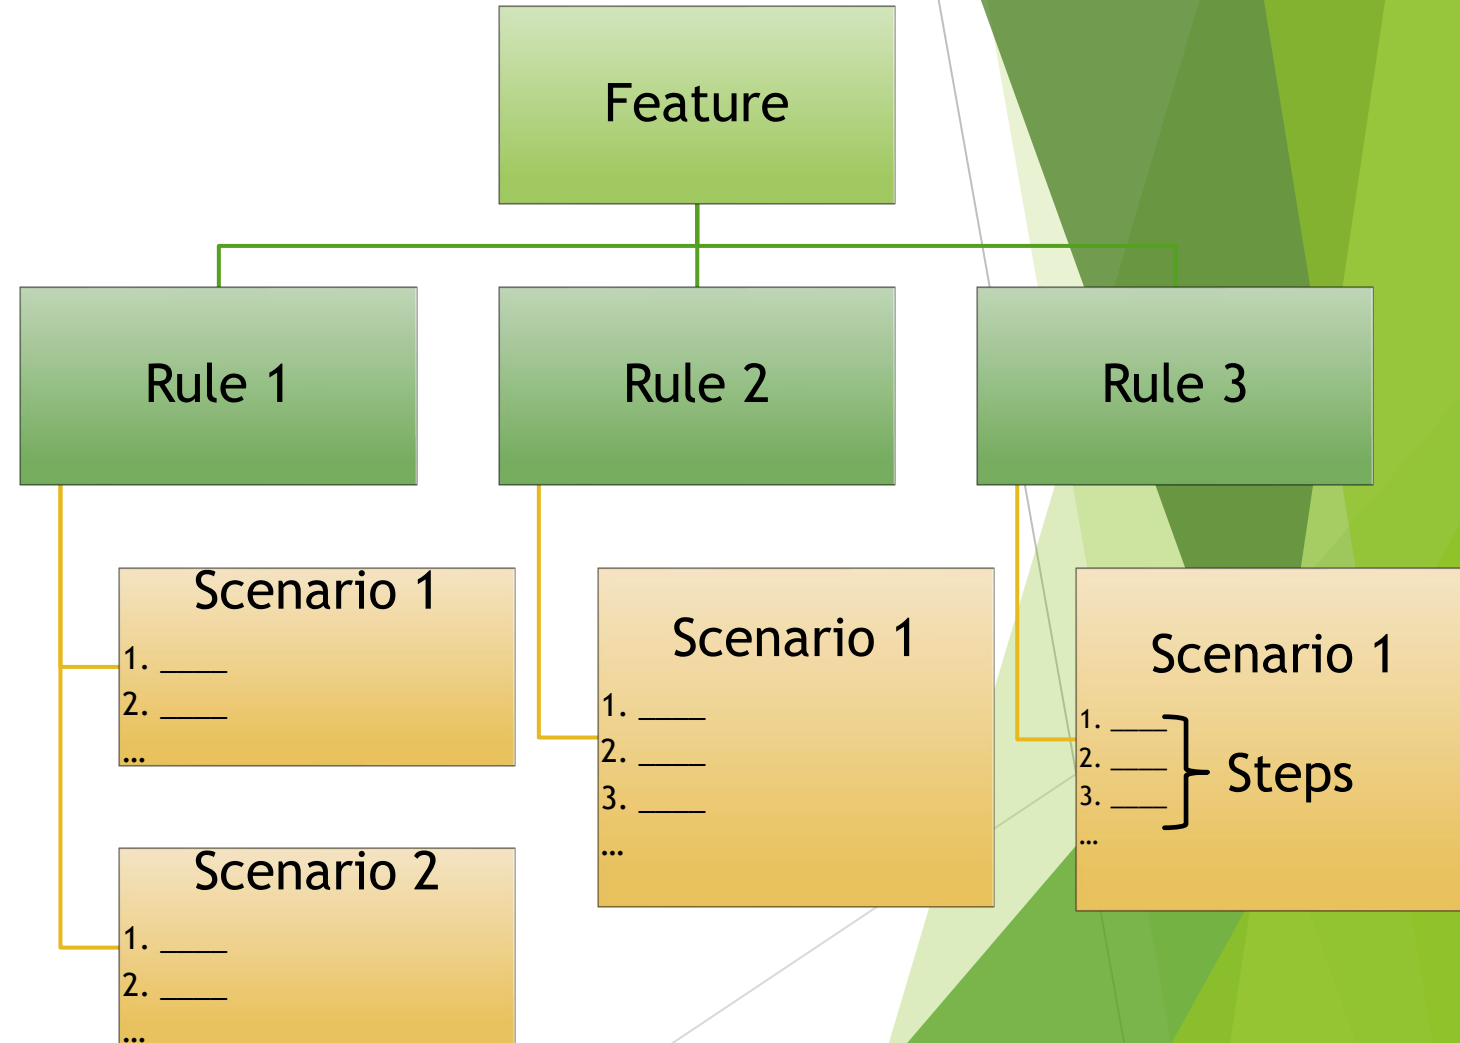 Feature
Rule 1
Rule 2
Rule 3
Scenario 1
1. ____
2. ____
...
Scenario 2
1. ____
2. ____
...
Scenario 1
1. ____
2. ____
3. ____
...
Scenario 1
1. ____
2. ____
3. ____
...
Steps